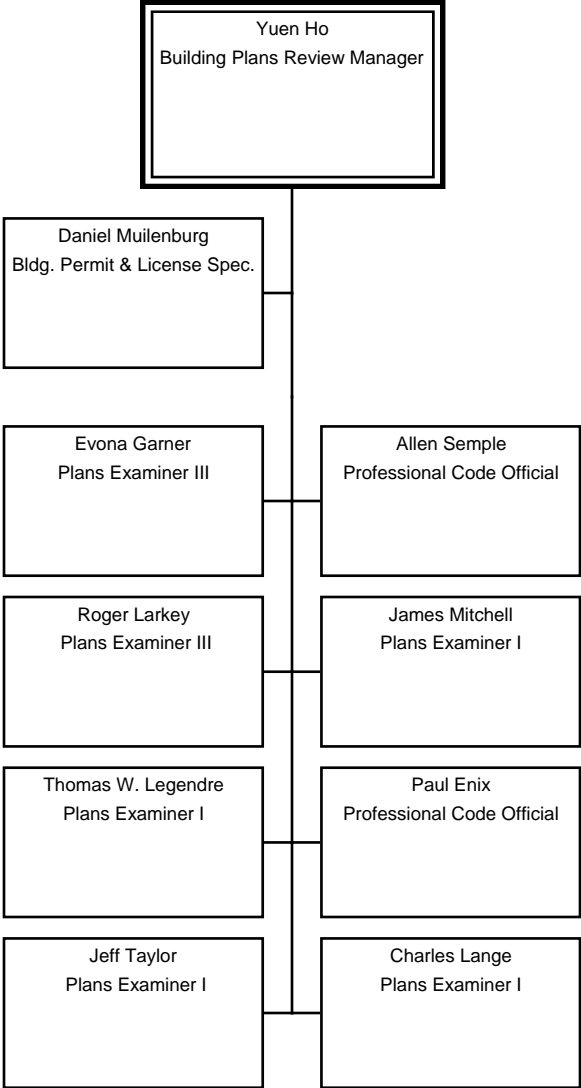 Yuen Ho
Building Plans Review Manager
Daniel Muilenburg
Bldg. Permit & License Spec.
Evona Garner
Plans Examiner III
Allen Semple
Professional Code Official
Roger Larkey
Plans Examiner III
James Mitchell
Plans Examiner I
Thomas W. Legendre
Plans Examiner I
Paul Enix
Professional Code Official
Jeff Taylor
Plans Examiner I
Charles Lange
Plans Examiner I